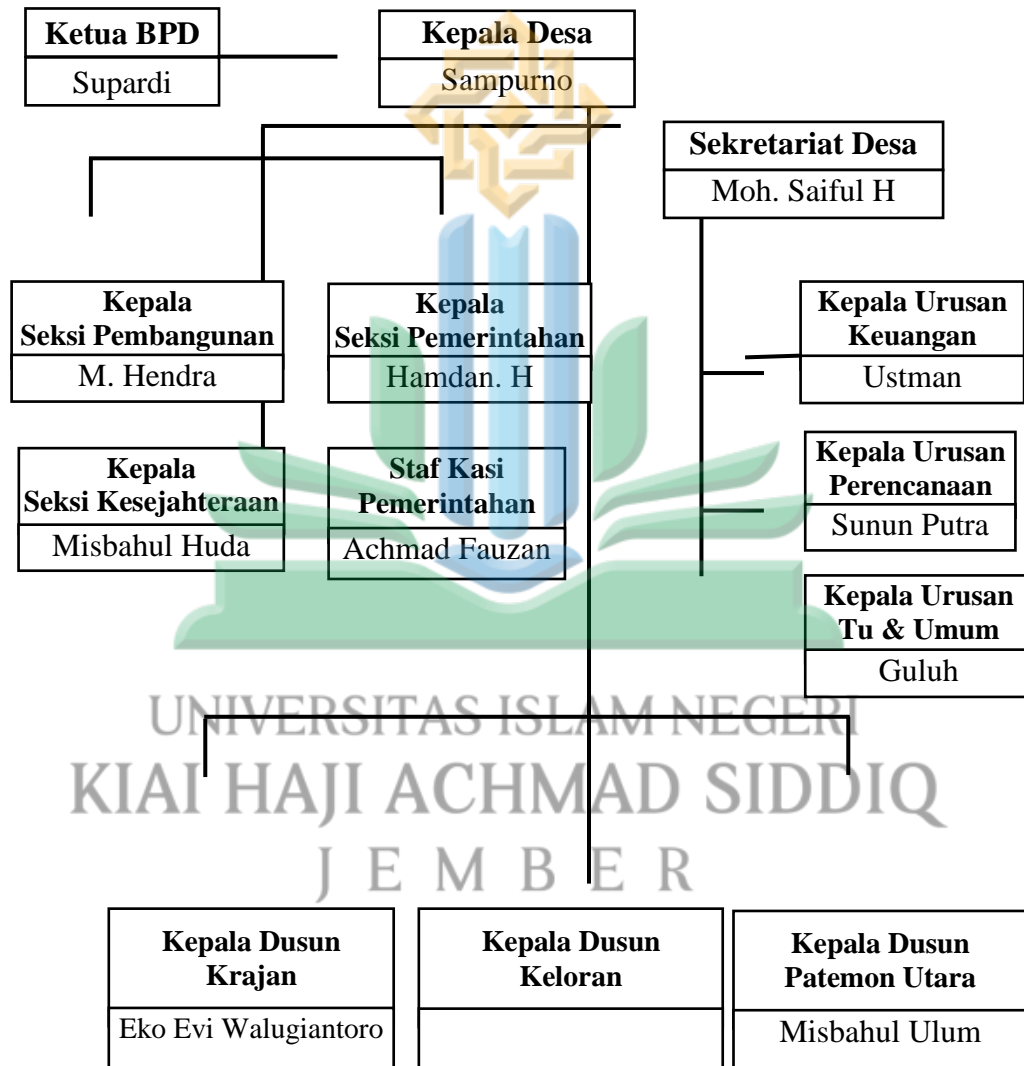 Ketua BPD
Supardi
Kepala Desa
Sampurno
Sekretariat Desa
Moh. Saiful H
Kepala
Seksi Pembangunan
M. Hendra
Kepala
Seksi Pemerintahan
Hamdan. H
Kepala Urusan
Keuangan
Ustman
Kepala
Seksi Kesejahteraan
Misbahul Huda
Staf Kasi
Pemerintahan
Achmad Fauzan
Kepala Urusan
Perencanaan
Sunun Putra
Kepala Urusan
Tu & Umum
Guluh
UNIVERSITAS ISLAM NEGERI
KIAI HAJI ACHMAD SIDDIQ
JEMBER
Kepala Dusun
Krajan
Eko Evi Walugiantoro
Kepala Dusun
Keloran
Kepala Dusun
Patemon Utara
Misbahul Ulum